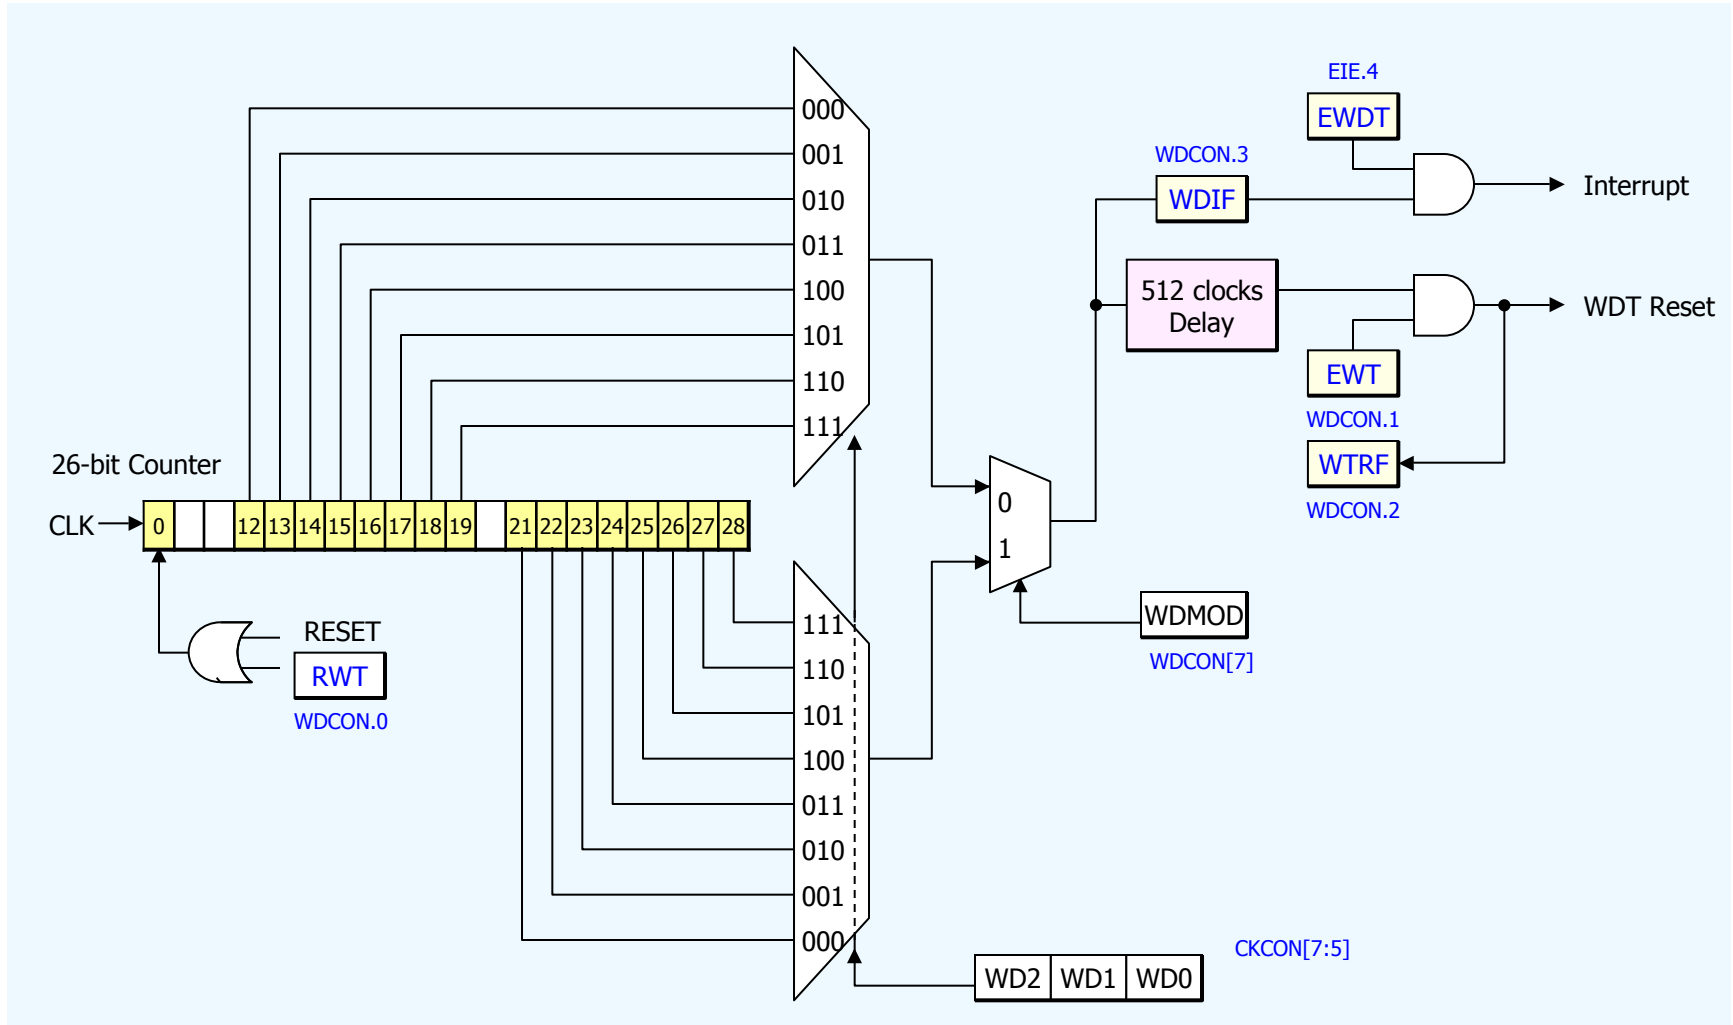 EIE.4
EWDT
000
001
WDCON.3
WDIF
Interrupt
010
011
100
512 clocks
Delay
WDT Reset
101
110
EWT
WDCON.1
111
26-bit Counter
WTRF
WDCON.2
CLK
0 12 13 14 15 16 17 18 19 21 22 23 24 25 26 27 28
0
1
RESET
RWT
WDCON.0
111
WDMOD
WDCON[7]
110
101
100
011
010
001
000
CKCON[7:5]
WD2 WD1 WD0